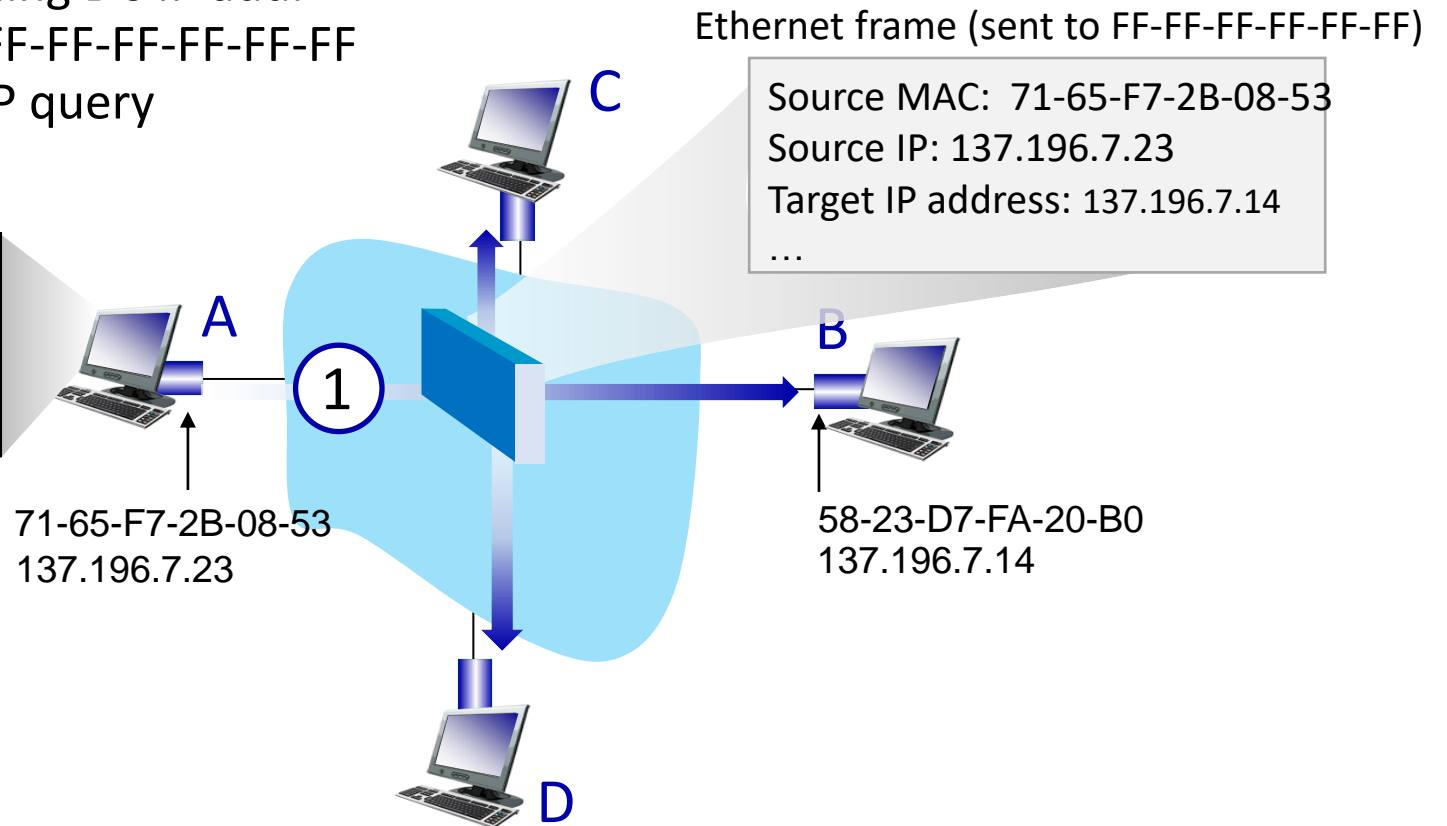 FF-FF-FF-FF-FF-FF
query
Ethernet frame (sent to FF-FF-FF-FF-FF-FF)
Source MAC: 71-65-F7-2B-08-53
Source IP: 137.196.7.23
Target IP address: 137.196.7.14
…
C
A
B
1
71-65-F7-2B-08-53
137.196.7.23
58-23-D7-FA-20-B0
137.196.7.14
D